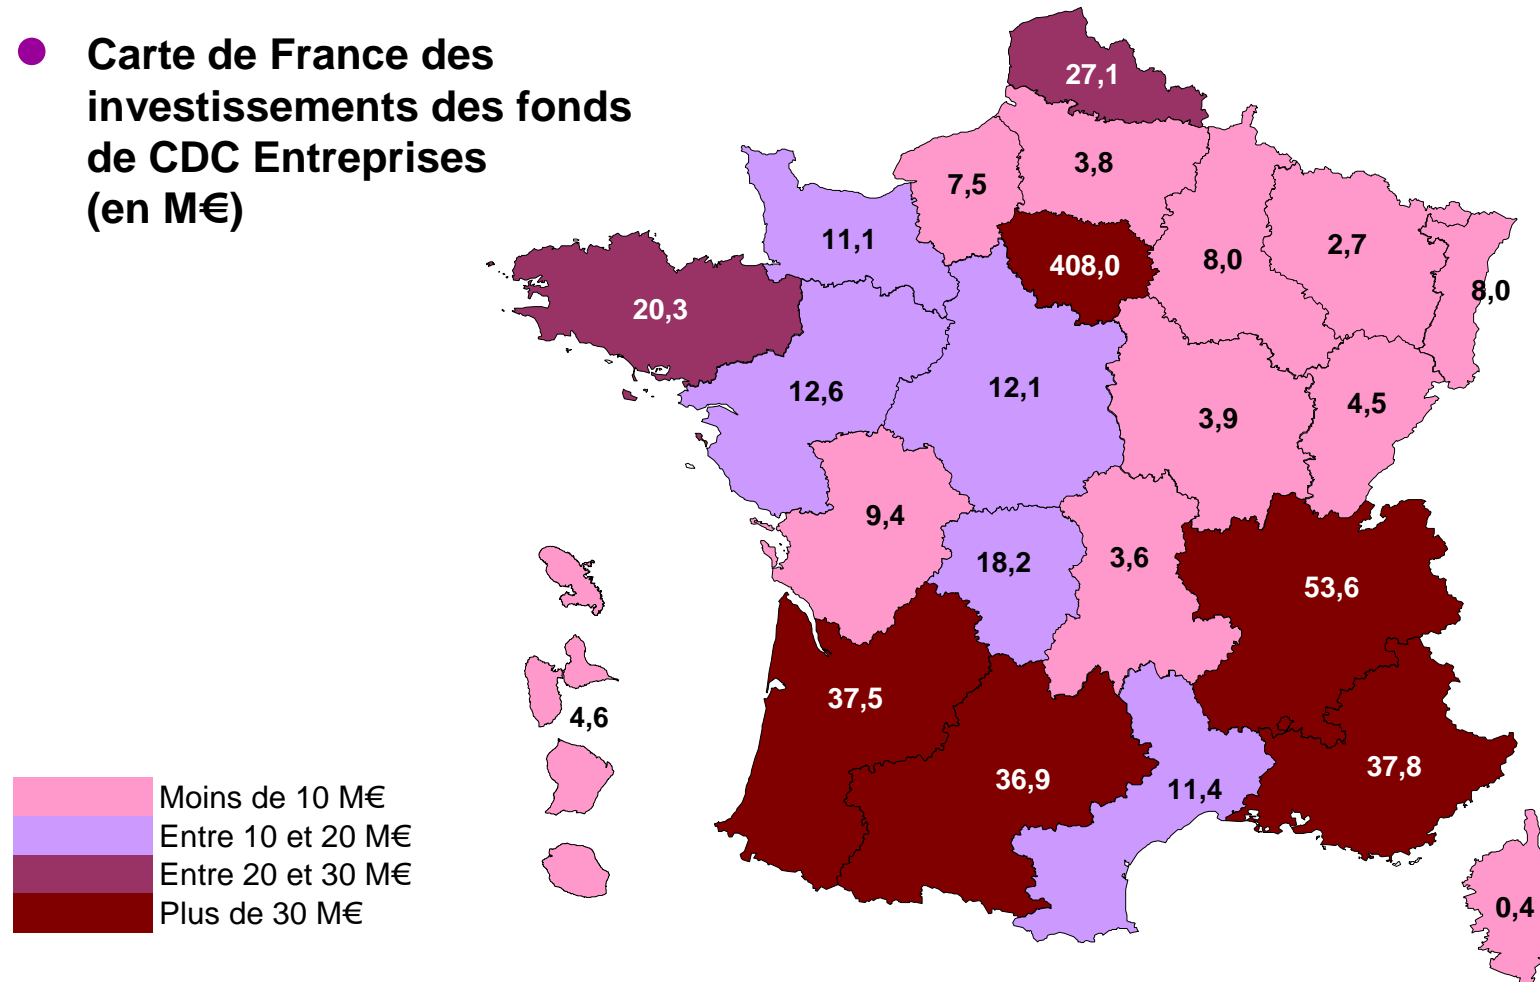 Carte de France des
investissements des fonds
de CDC Entreprises
(en M€)
27,1
3,8
7,5
11,1
408,0
8,0
2,7
8,0
20,3
12,6
12,1
3,9
4,5
9,4
18,2
3,6
53,6
37,5
4,6
36,9
11,4
37,8
0,4
Moins de 10 M€
Entre 10 et 20 M€
Entre 20 et 30 M€
Plus de 30 M€